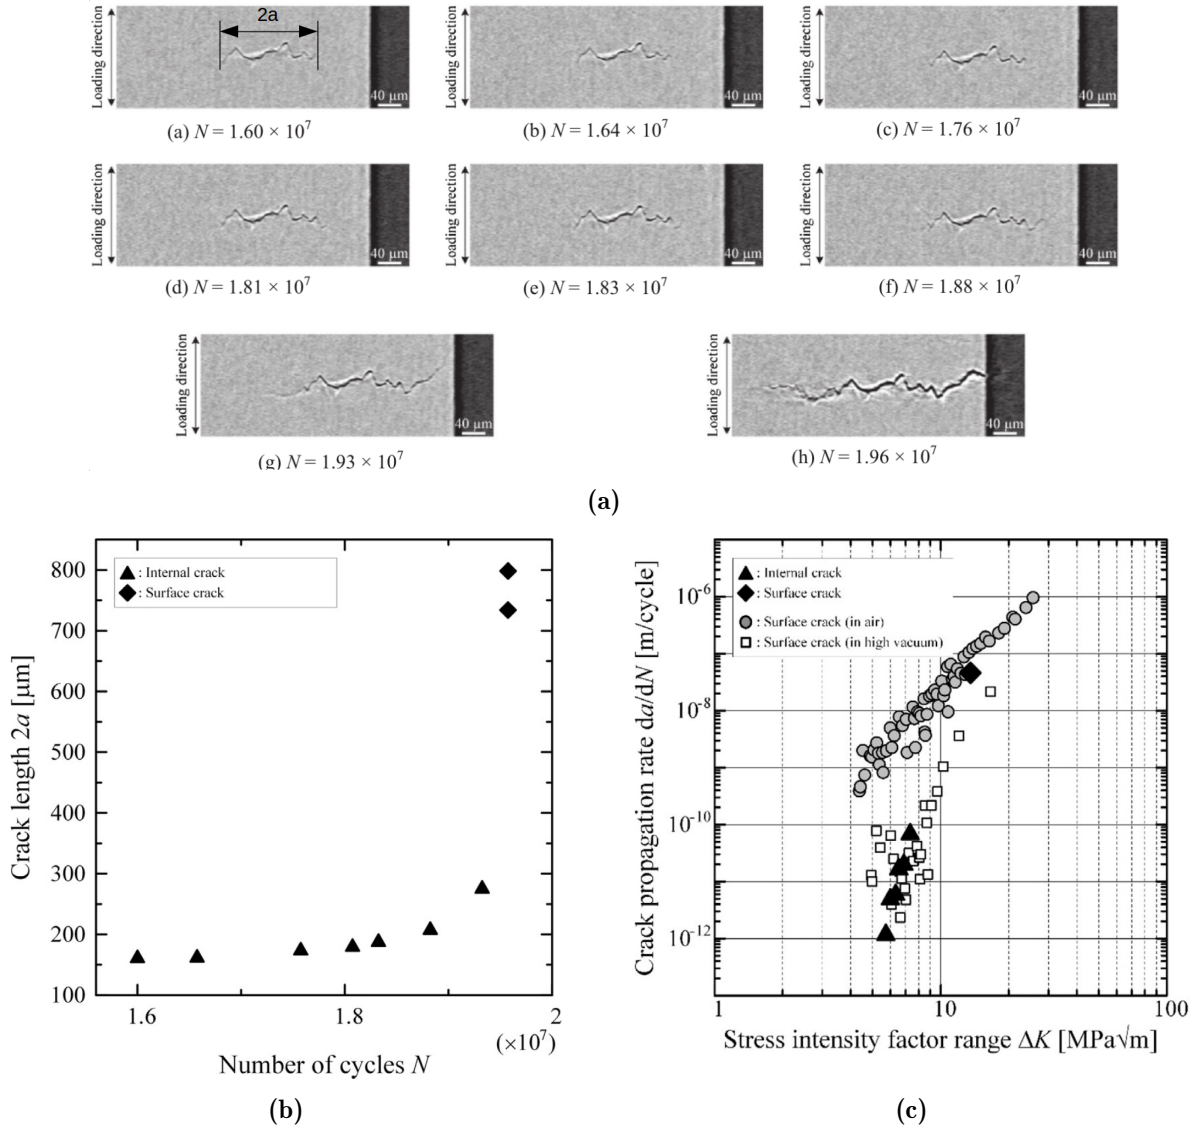 2a
Loading direction
40 μm
(a) N = 1.60 × 10⁷
Loading direction
40 μm
(b) N = 1.64 × 10⁷
Loading direction
40 μm
(c) N = 1.76 × 10⁷
Loading direction
40 μm
(d) N = 1.81 × 10⁷
Loading direction
40 μm
(e) N = 1.83 × 10⁷
Loading direction
40 μm
(f) N = 1.88 × 10⁷
Loading direction
40 μm
(g) N = 1.93 × 10⁷
Loading direction
40 μm
(h) N = 1.96 × 10⁷
(a)
Crack length 2a [μm]
800
700
600
500
400
300
200
100
▲ : Internal crack
◆ : Surface crack
1.6
1.8
2
(×10⁷)
Number of cycles N
(b)
Crack propagation rate da/dN [m/cycle]
10⁻⁶
10⁻⁸
10⁻¹⁰
10⁻¹²
▲ : Internal crack
◆ : Surface crack
● : Surface crack (in air)
□ : Surface crack (in high vacuum)
1
10
100
Stress intensity factor range ΔK [MPa√m]
(c)